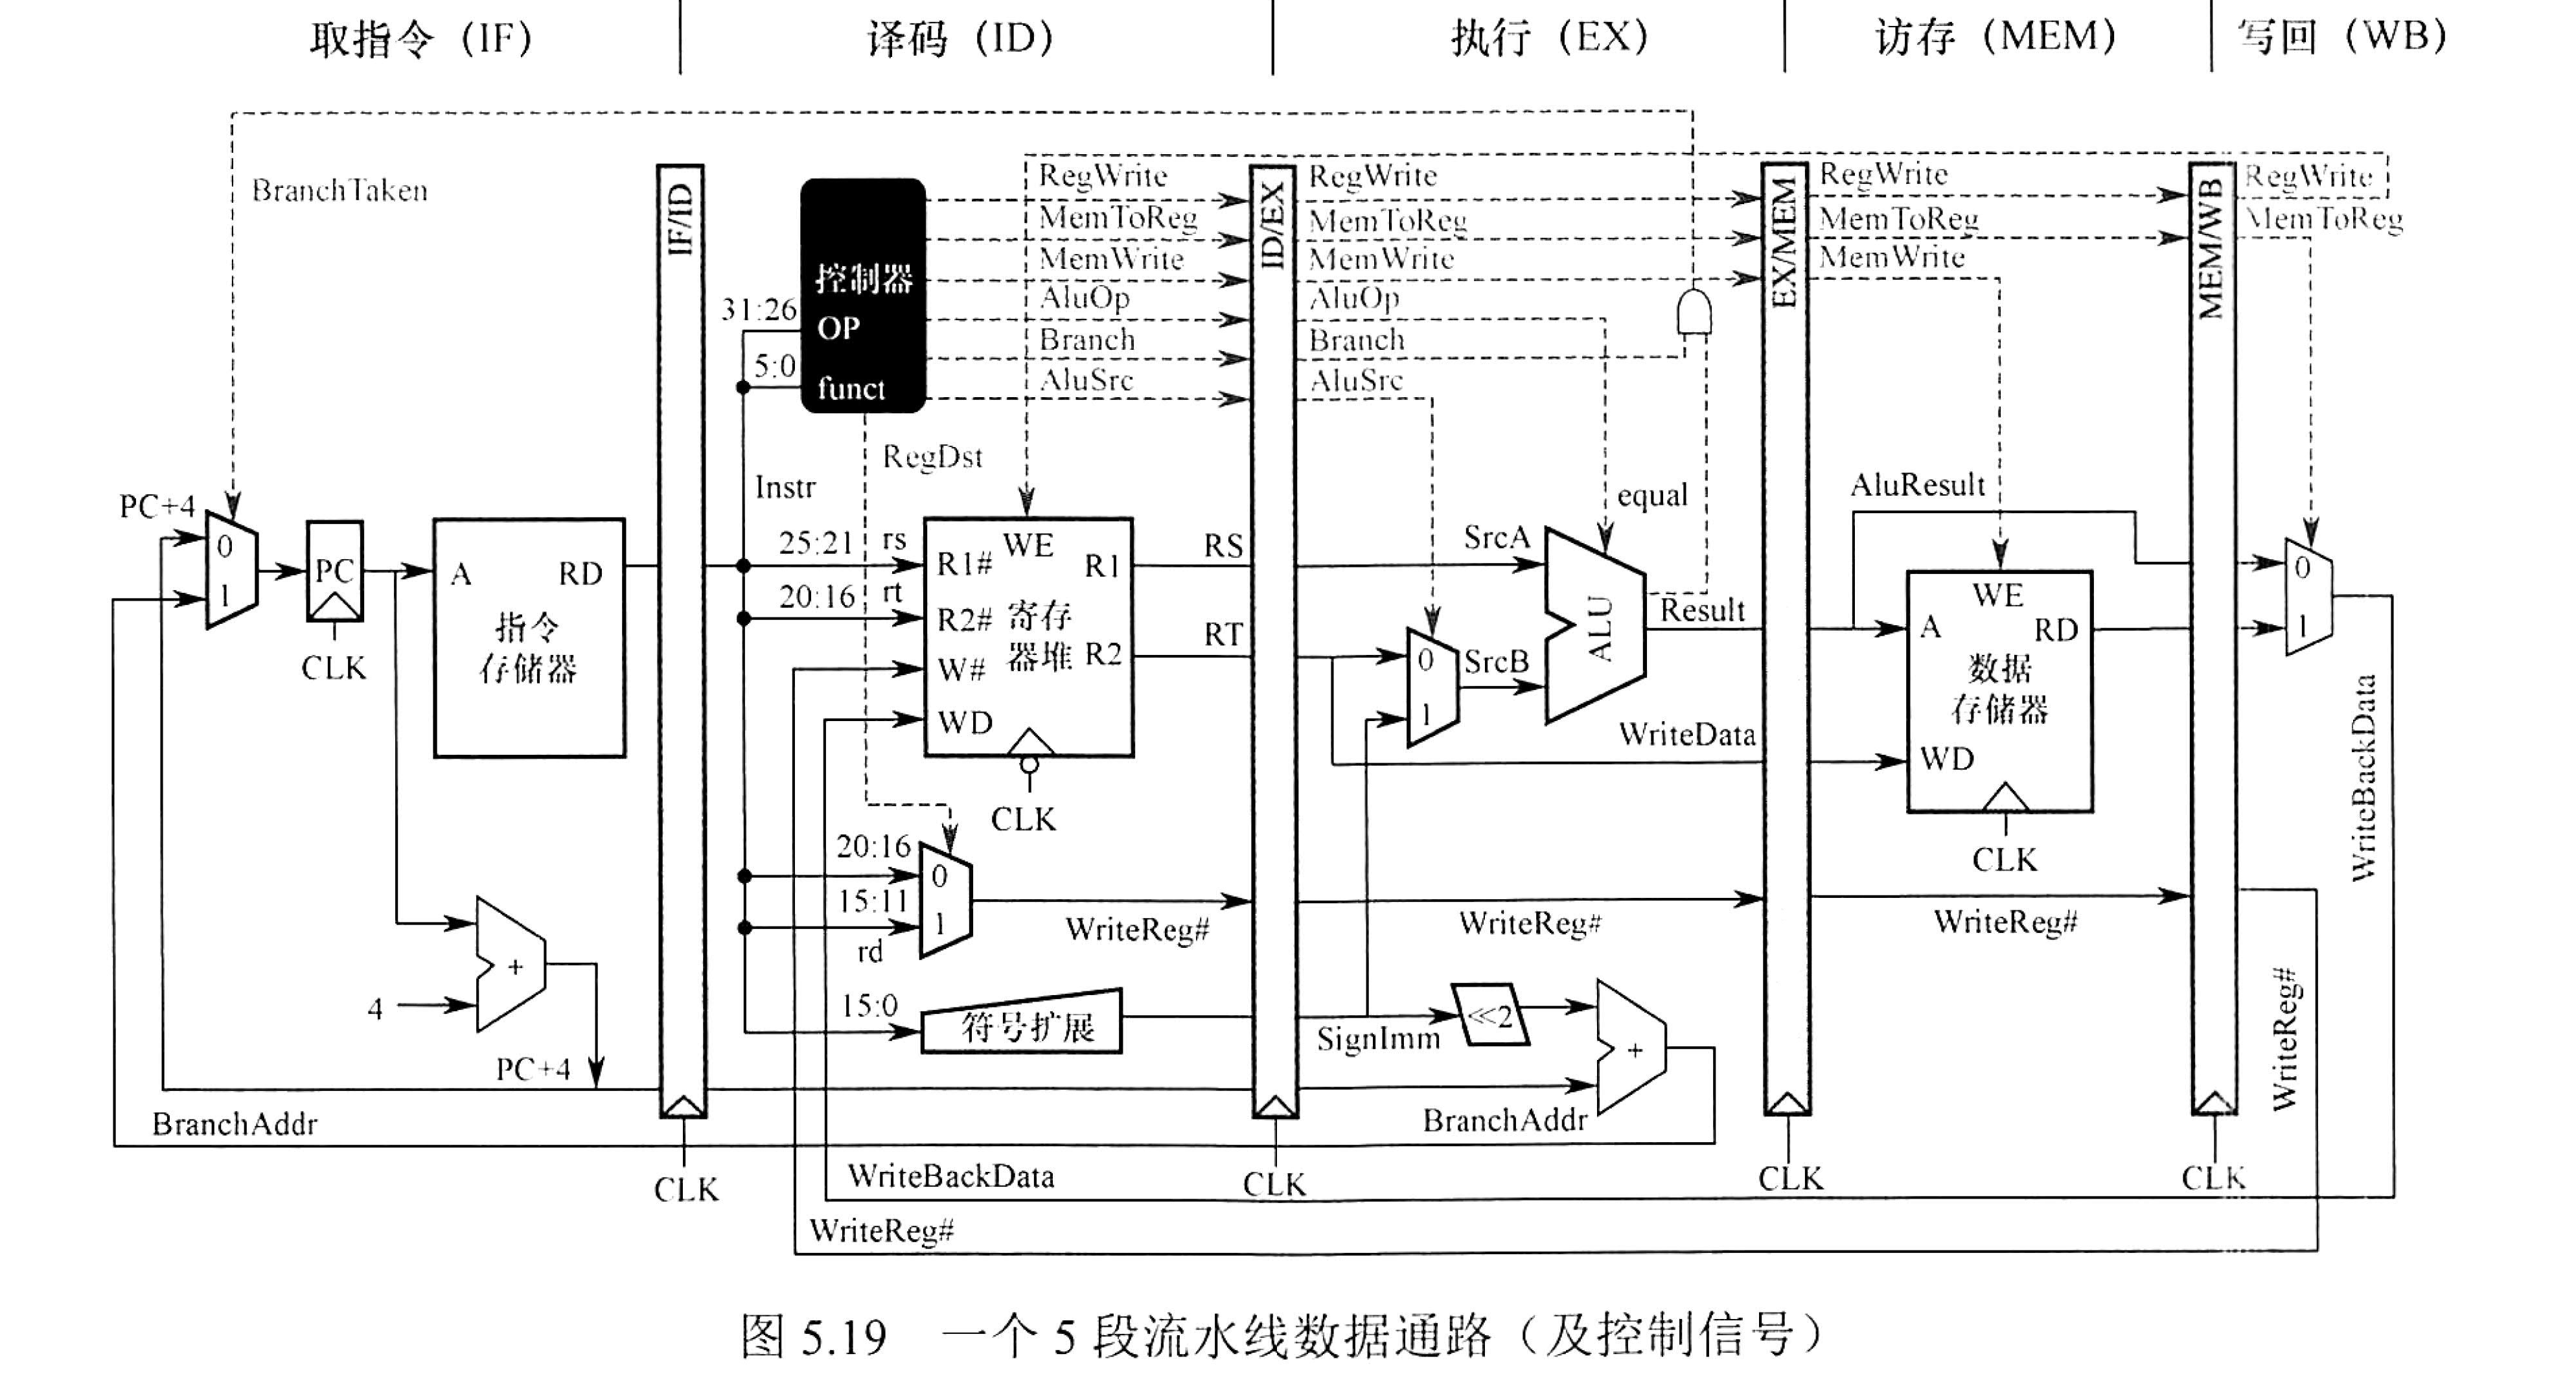 取指令（IF）
译码（ID）
执行（EX）
访存（MEM）
写回（WB）
BranchTaken
IF/ID
控制器
OP
funct
31:26
5:0
RegWrite
MemToReg
MemWrite
AluOp
Branch
AluSrc
RegDst
ID/EX
RegWrite
MemToReg
MemWrite
AluOp
Branch
AluSrc
EX/MEM
RegWrite
MemToReg
MemWrite
MEM/WB
RegWrite
MemToReg
PC+4
0
1
PC
CLK
A
RD
指令
存储器
Instr
25:21
rs
20:16
rt
R1#
WE
R1
R2#
寄存
器堆
R2
W#
WD
CLK
RS
RT
SrcA
0
1
SrcB
ALU
equal
Result
WriteData
AluResult
A
WE
RD
数据
存储器
WD
CLK
0
1
WriteBackData
20:16
0
15:11
1
rd
WriteReg#
WriteReg#
WriteReg#
WriteReg#
4
+
PC+4
15:0
符号扩展
SignImm
<<2
+
BranchAddr
BranchAddr
CLK
CLK
CLK
CLK
WriteBackData
WriteReg#
图 5.19 一个 5 段流水线数据通路（及控制信号）